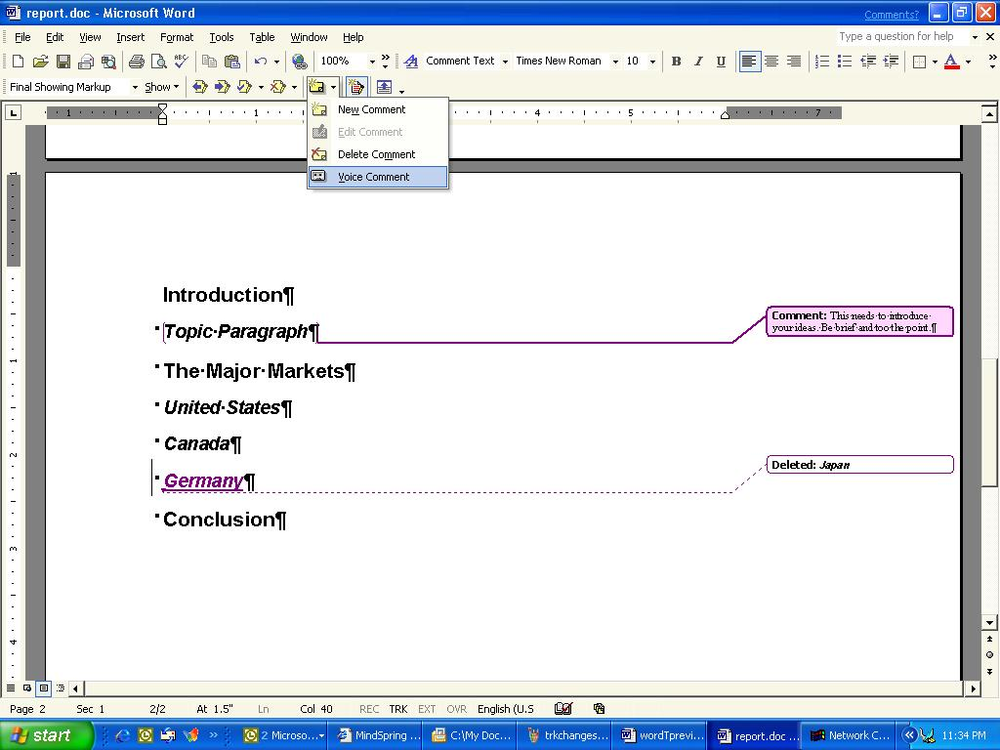 report.doc - Microsoft Word
Comments?
File Edit View Insert Format Tools Table Window Help
Type a question for help
100% Comment Text Times New Roman 10 B I U
Final Showing Markup Show
New Comment
Edit Comment
Delete Comment
Voice Comment
1 1 4 5 7
Introduction¶
Topic·Paragraph¶
Comment: This needs to introduce
your ideas. Be brief and too the point.¶
The·Major·Markets¶
United·States¶
Canada¶
Germany¶
Deleted: Japan
Conclusion¶
1
1
2
3
4
Page 2 Sec 1 2/2 At 1.5" Ln Col 40 REC TRK EXT OVR English (U.S
start 2 Microso... MindSpring ... C:\My Doc... trkchanges... wordTprevi... report.doc ... Network C... 11:34 PM